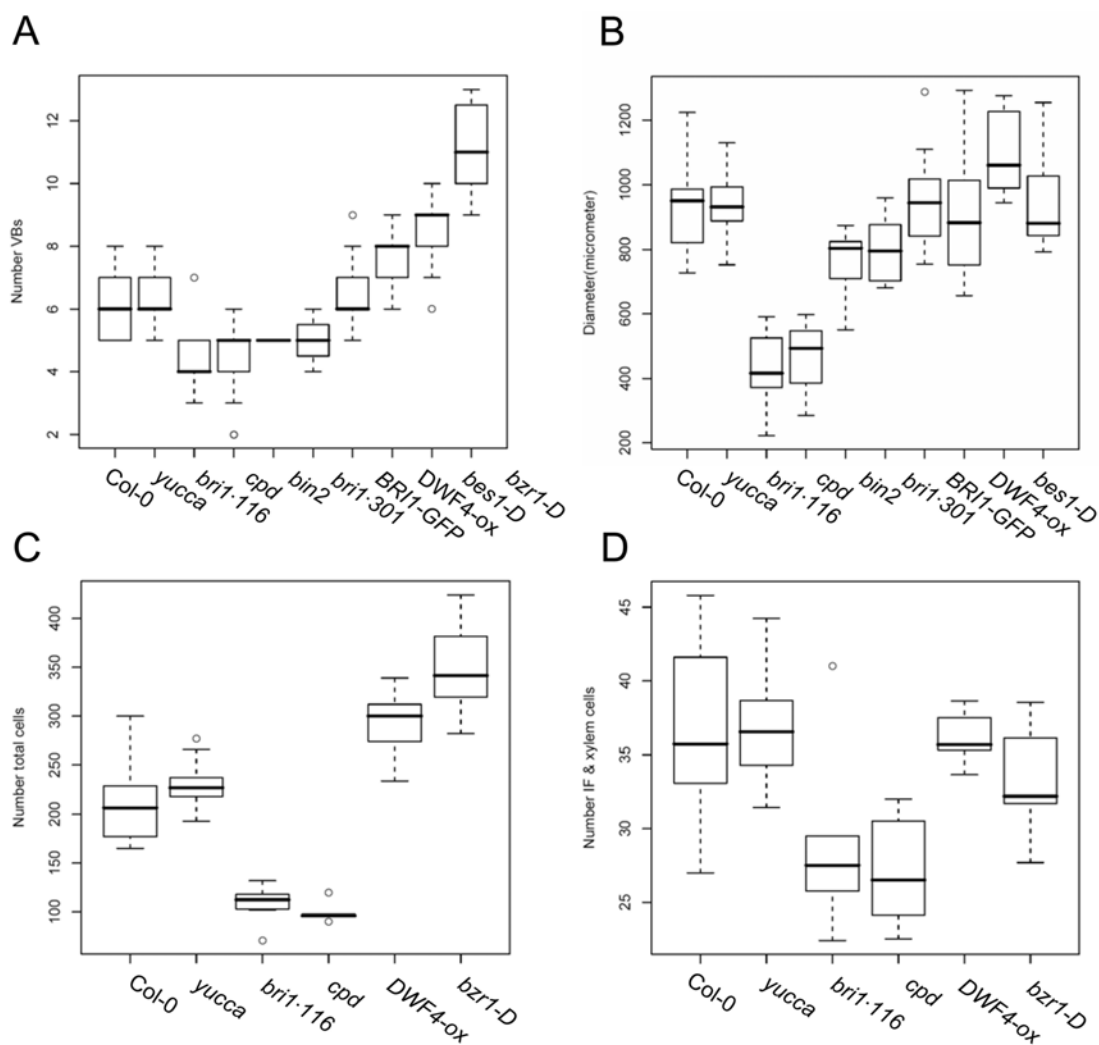 A
B
Number VBs
2
4
6
8
10
12
Col-0
yucca
bri1·116
cpd
bin2
bri1·301
BRI1-GFP
DWF4-ox
bes1-D
bzr1-D
Diameter(micrometer)
200
400
600
800
1000
1200
Col-0
yucca
bri1·116
cpd
bin2
bri1·301
BRI1-GFP
DWF4-ox
bes1-D
C
D
Number total cells
100
150
200
250
300
350
400
Col-0
yucca
bri1·116
cpd
DWF4-ox
bzr1-D
Number IF & xylem cells
25
30
35
40
45
Col-0
yucca
bri1·116
cpd
DWF4-ox
bzr1-D